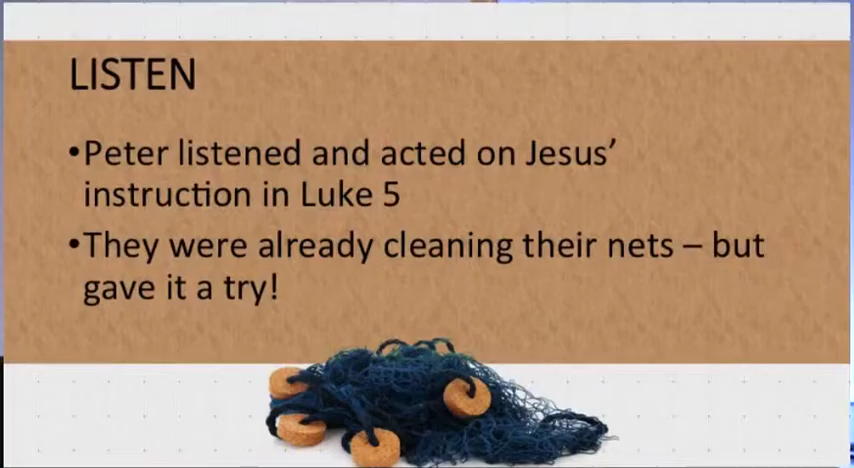 LISTEN
•Peter listened and acted on Jesus’
instruction in Luke 5
•They were already cleaning their nets – but
gave it a try!